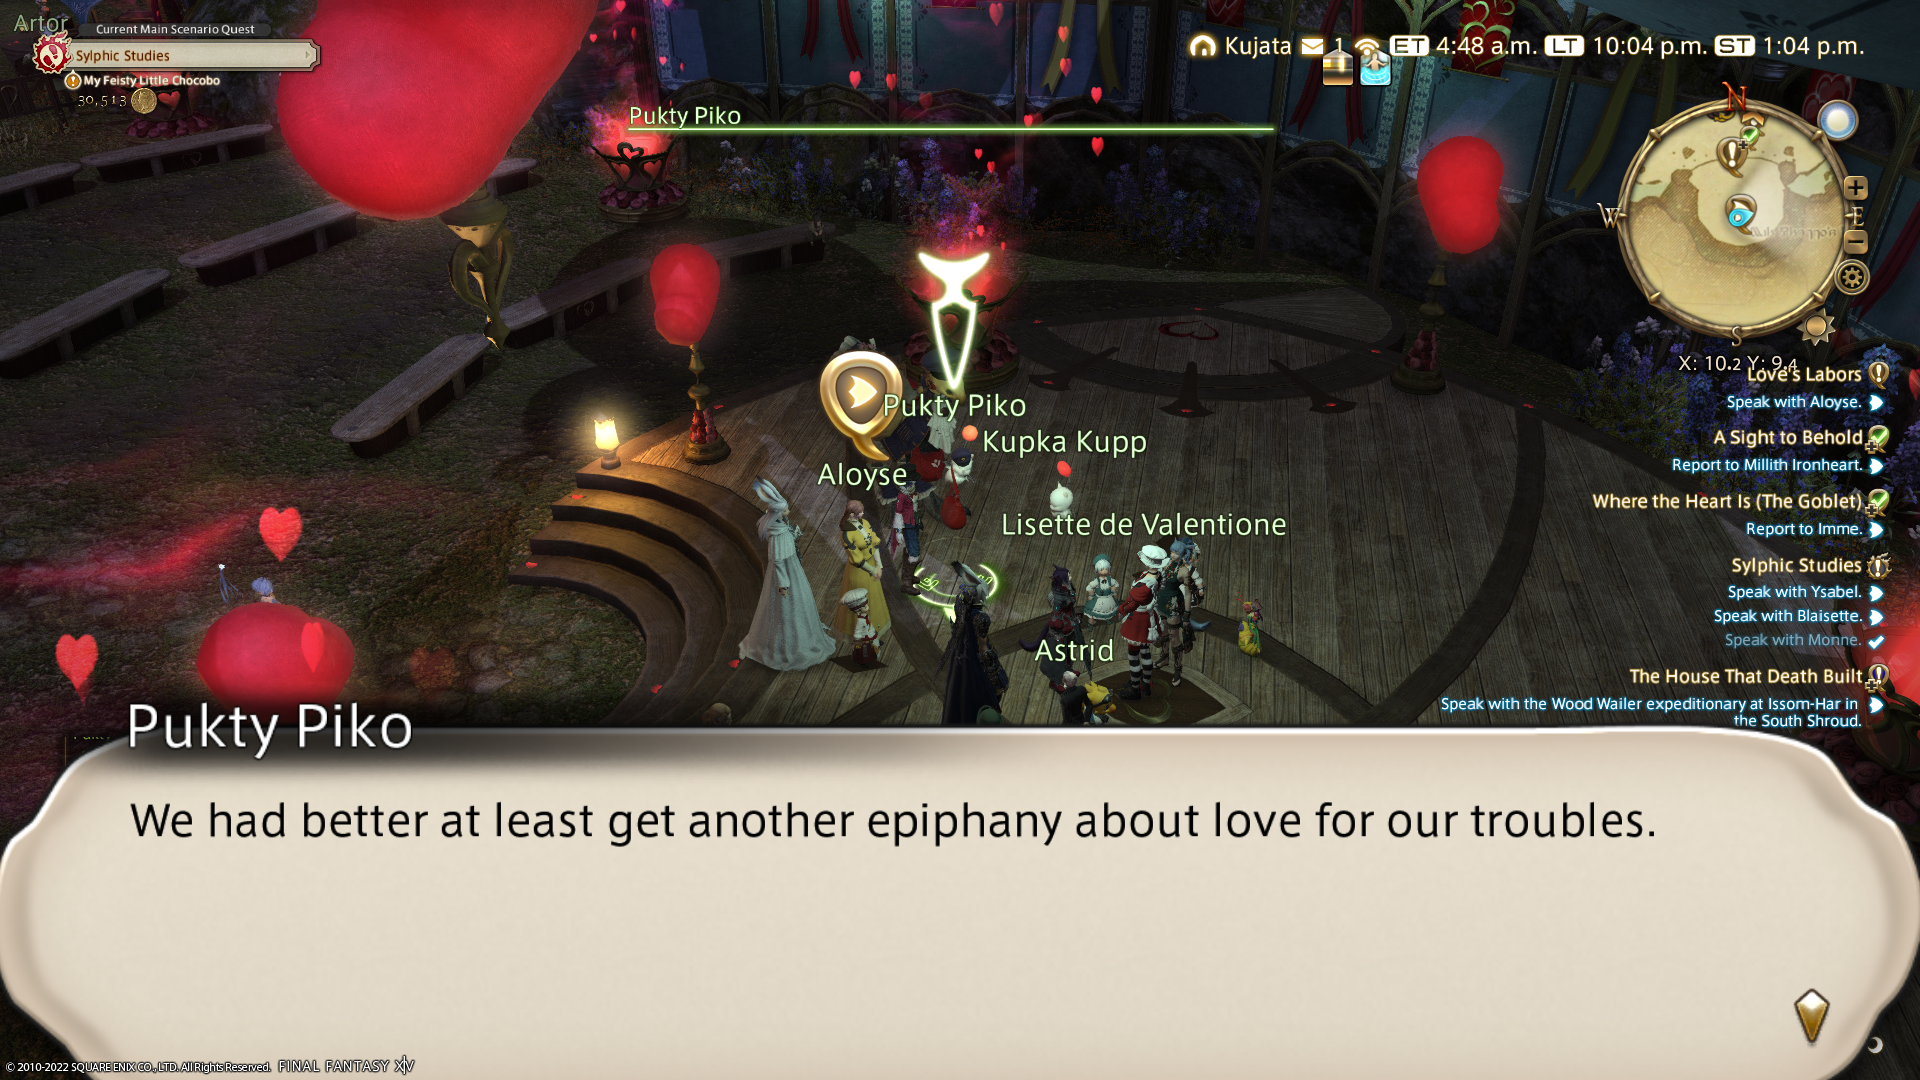 Artor
Current Main Scenario Quest
Sylphic Studies
My Feisty Little Chocobo
30,513
Kujata 1 ET 4:48 a.m. LT 10:04 p.m. ST 1:04 p.m.
Pukty Piko
N
W
E
S
X: 10.2 Y: 9.4
Love's Labors
Speak with Aloyse.
A Sight to Behold
Report to Millith Ironheart.
Where the Heart Is (The Goblet)
Report to Imme.
Sylphic Studies
Speak with Ysabel.
Speak with Blaisette.
Speak with Monne.
The House That Death Built
Speak with the Wood Wailer expeditionary at Issom-Har in
the South Shroud.
Pukty Piko
Kupka Kupp
Aloyse
Lisette de Valentione
Astrid
Pukty Piko
We had better at least get another epiphany about love for our troubles.
© 2010-2022 SQUARE ENIX CO., LTD. All Rights Reserved. FINAL FANTASY XIV